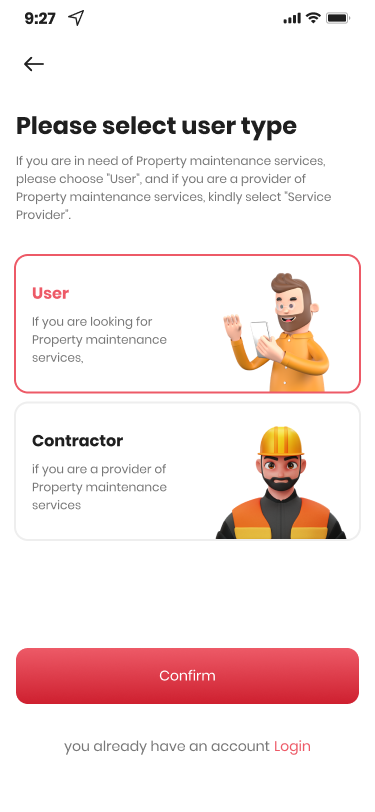 9:27
Please select user type
If you are in need of Property maintenance services,
please choose "User", and if you are a provider of
Property maintenance services, kindly select "Service
Provider".
User
If you are looking for
Property maintenance
services,
Contractor
if you are a provider of
Property maintenance
services
Confirm
you already have an account Login